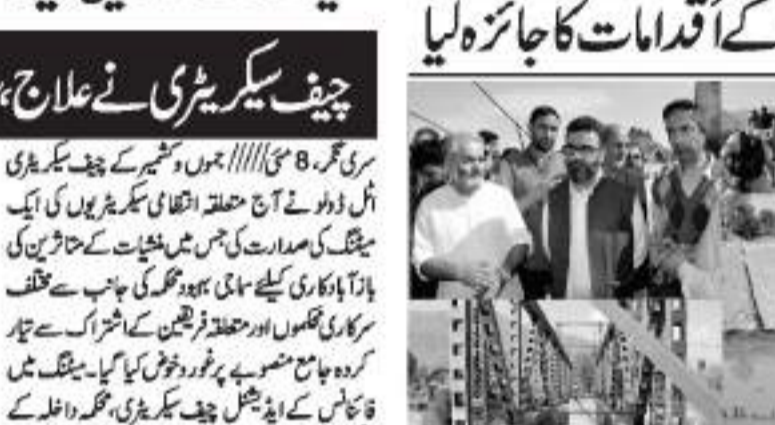 کے اقدامات کا جائزہ لیا
چیف سیکریٹری نے علاج،
سری نگر، 8 مئی///// جموں و کشمیر کے چیف سیکریٹری
اٹل ڈولو نے آج متعلقہ انتظامی سیکریٹریوں کی ایک
میٹنگ کی صدارت کی جس میں منشیات کے متاثرین کی
بازآبادکاری کیلئے سماجی بہبود محکمہ کی جانب سے مختلف
سرکاری محکموں اور متعلقہ فریقین کے اشتراک سے تیار
کردہ جامع منصوبے پر غور و خوض کیا گیا۔ میٹنگ میں
فائنانس کے ایڈیشنل چیف سیکریٹری، محکمہ داخلہ کے